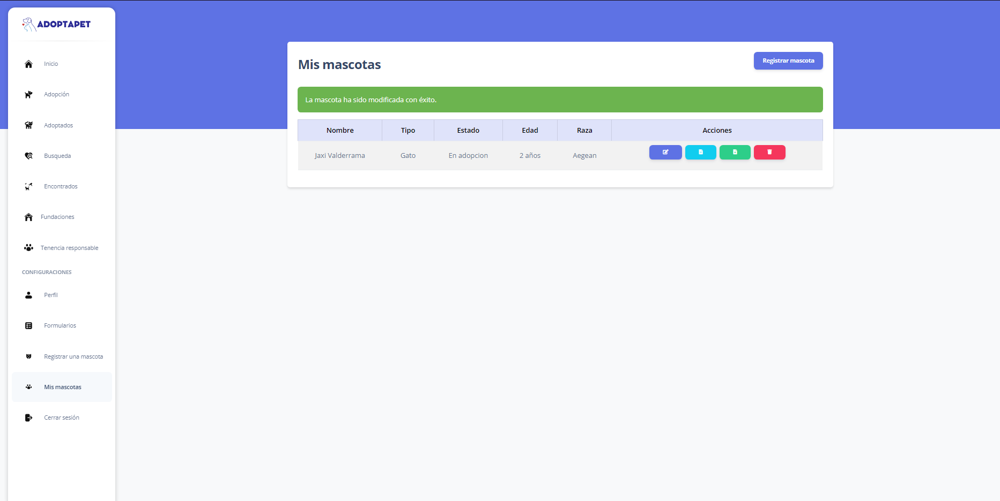 ADOPTAPET
Inicio
Adopción
Adoptados
Busqueda
Encontrados
Fundaciones
Tenencia responsable
CONFIGURACIONES
Perfil
Formularios
Registrar una mascota
Mis mascotas
Cerrar sesión
Mis mascotas
Registrar mascota
La mascota ha sido modificada con éxito.
Nombre Tipo Estado Edad Raza Acciones
Jaxi Valderrama Gato En adopcion 2 años Aegean